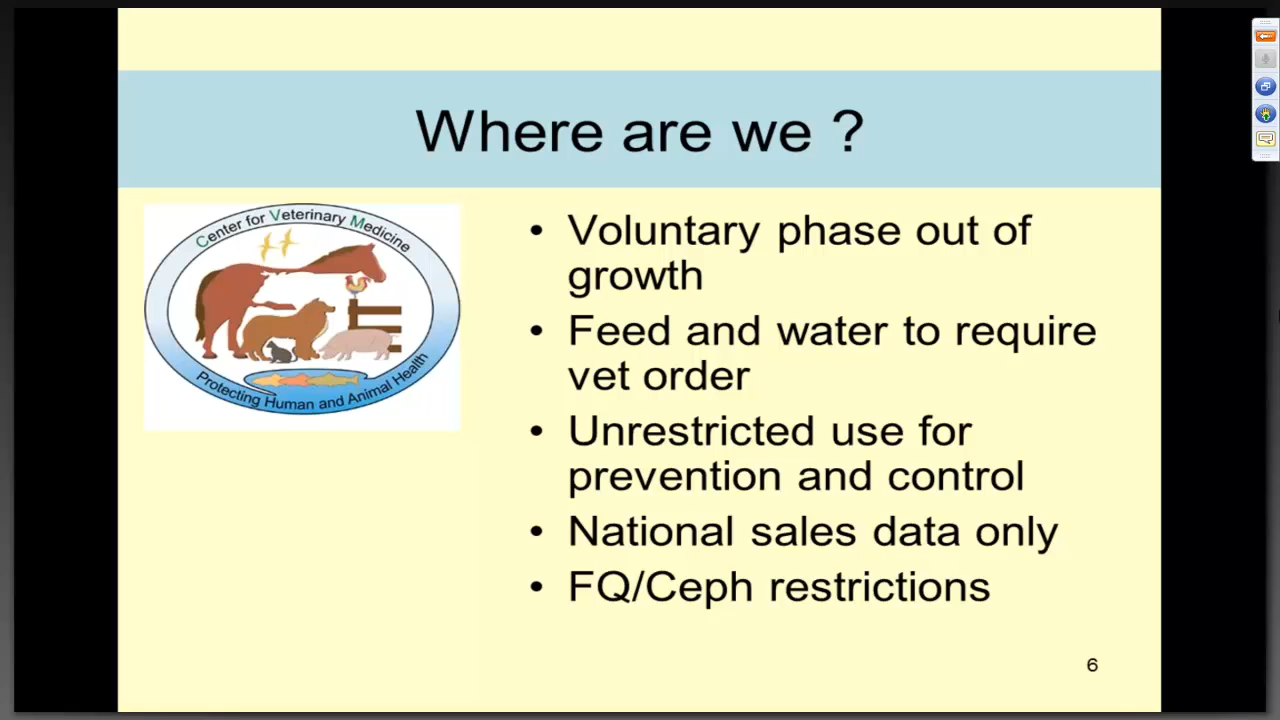 Where are we ?
Center for Veterinary Medicine
Protecting Human and Animal Health
• Voluntary phase out of
growth
• Feed and water to require
vet order
• Unrestricted use for
prevention and control
• National sales data only
• FQ/Ceph restrictions
6